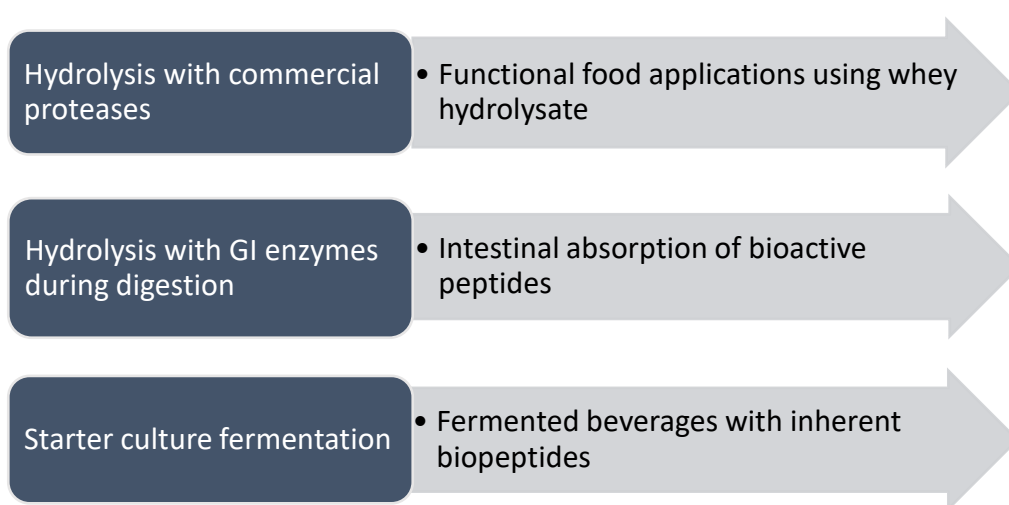 Hydrolysis with commercial
proteases
• Functional food applications using whey
hydrolysate
Hydrolysis with GI enzymes
during digestion
• Intestinal absorption of bioactive
peptides
Starter culture fermentation
• Fermented beverages with inherent
biopeptides